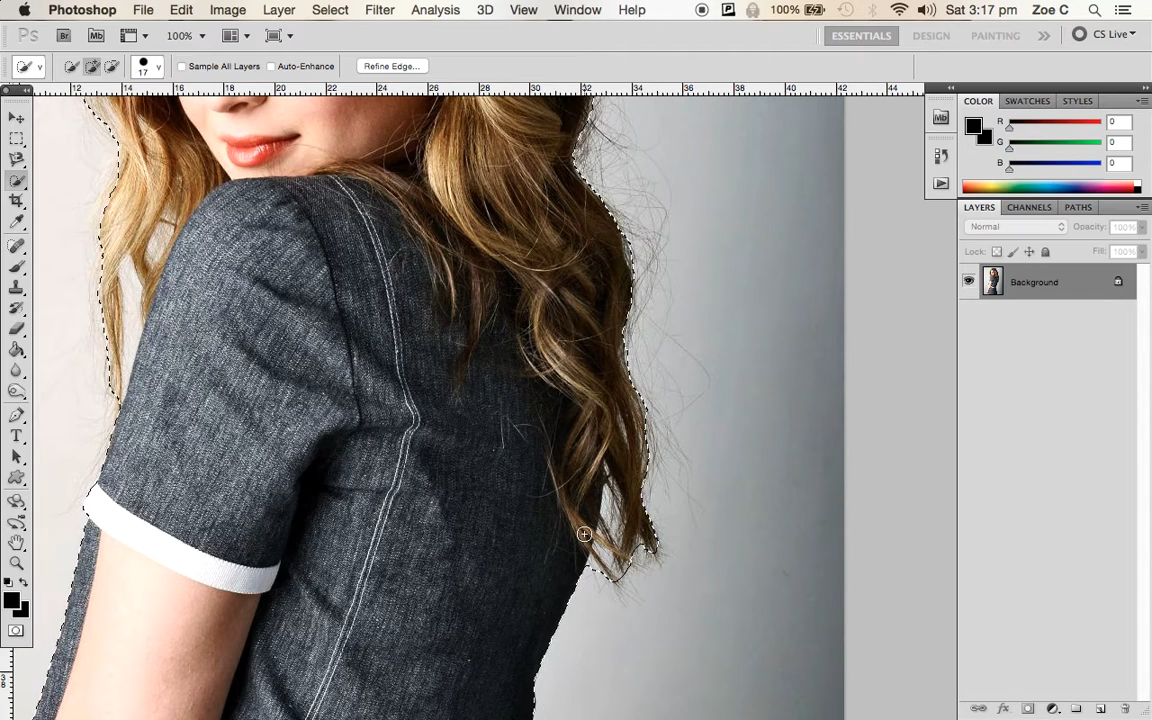 Photoshop File Edit Image Layer Select Filter Analysis 3D View Window Help 100% Sat 3:17 pm Zoe C
Ps Br Mb 100% ESSENTIALS DESIGN PAINTING CS Live
17 Sample All Layers Auto-Enhance Refine Edge...
12 14 16 18 20 22 24 26 28 30 32 34 36 38 40 42 44
Mb COLOR SWATCHES STYLES
R 0
G 0
B 0
LAYERS CHANNELS PATHS
Normal Opacity: 100%
Lock: Fill: 100%
Background
T
fx
38